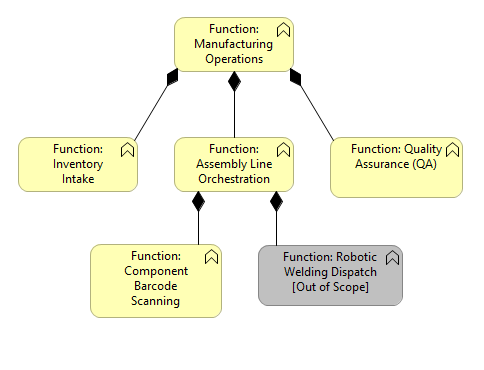 Function:
Manufacturing
Operations
Function:
Inventory
Intake
Function:
Assembly Line
Orchestration
Function: Quality
Assurance (QA)
Function:
Component
Barcode
Scanning
Function: Robotic
Welding Dispatch
[Out of Scope]